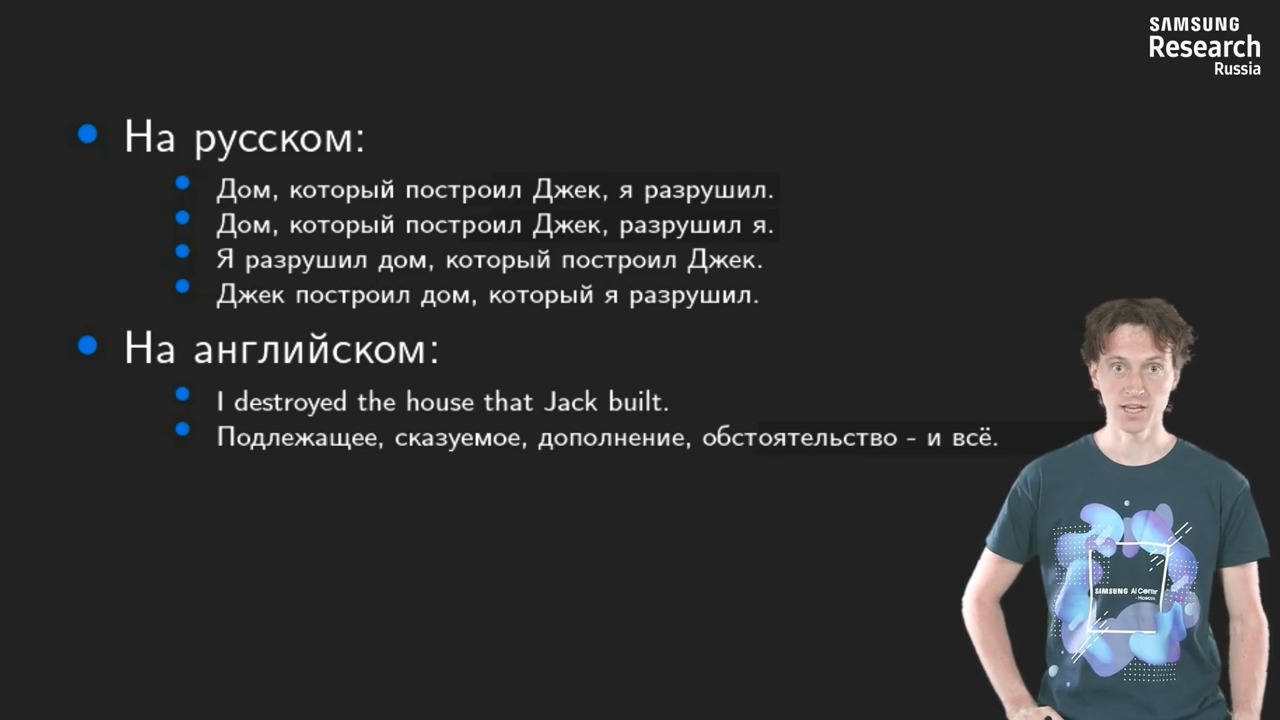 SAMSUNG
Research
Russia
На русском:
Дом, который построил Джек, я разрушил.
Дом, который построил Джек, разрушил я.
Я разрушил дом, который построил Джек.
Джек построил дом, который я разрушил.
На английском:
I destroyed the house that Jack built.
Подлежащее, сказуемое, дополнение, обстоятельство - и всё.
SAMSUNG AI Center
- Moscow